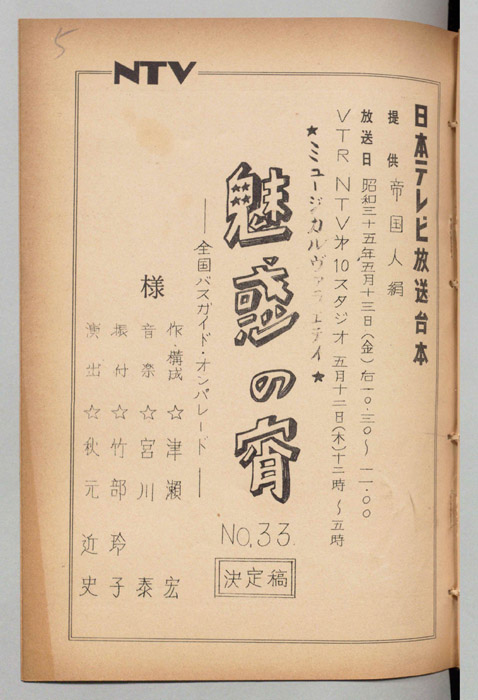 5
NTV
日本テレビ放送台本
提供 帝国人絹
放送日 昭和三十五年五月十三日(金)后一〇・三〇～一一・〇〇
VTR NTV第10スタジオ 五月十二日(木)十二時～五時
★ミュージカルヴァラエティ★
魅惑の宵
NO.33.
決定稿
――全国バスガイド・オンパレード――
様
作・構成 ☆ 津瀬 宏
音楽 ☆ 宮川 泰
振付 ☆ 竹部 玲子
演出 ☆ 秋元 近史